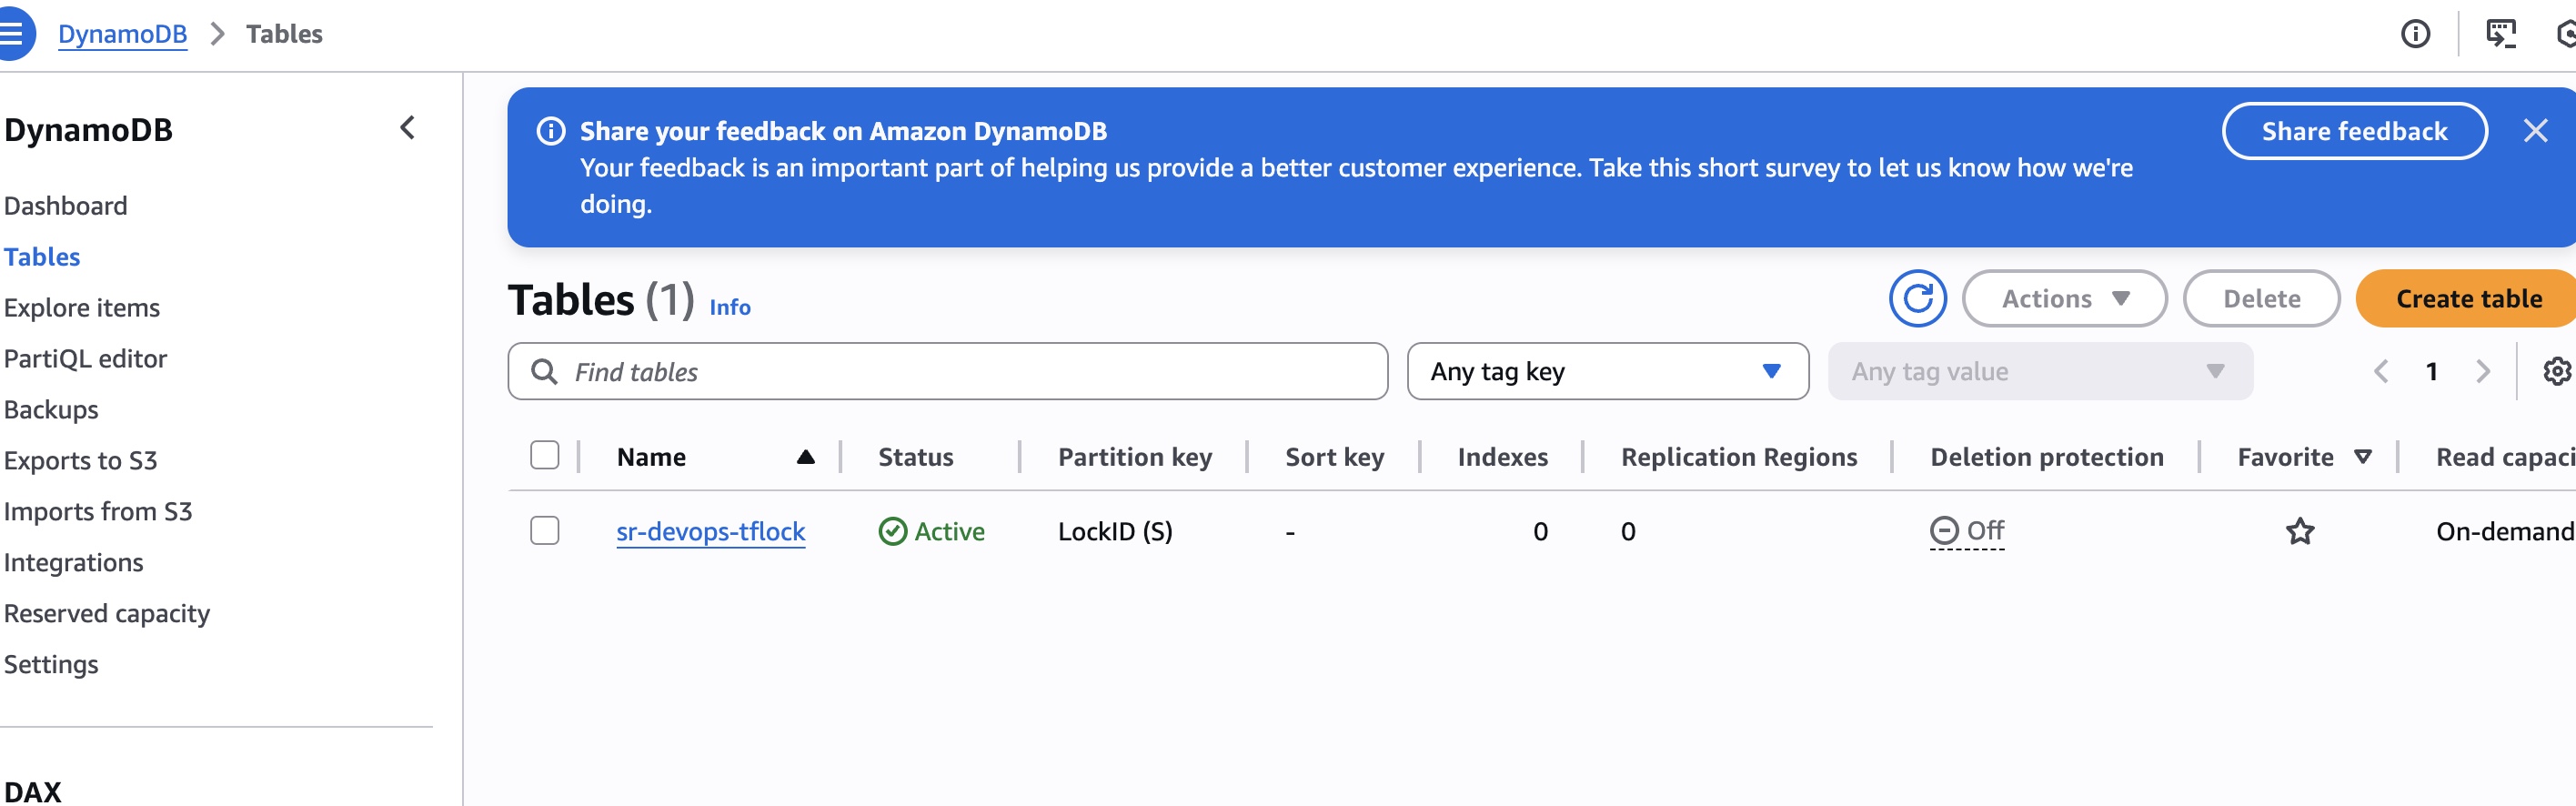 DynamoDB > Tables
DynamoDB
Dashboard
Tables
Explore items
PartiQL editor
Backups
Exports to S3
Imports from S3
Integrations
Reserved capacity
Settings
DAX
Share your feedback on Amazon DynamoDB
Your feedback is an important part of helping us provide a better customer experience. Take this short survey to let us know how we're
doing.
Share feedback
Tables (1) Info
Actions
Delete
Create table
Find tables
Any tag key
Any tag value
1
Name Status Partition key Sort key Indexes Replication Regions Deletion protection Favorite Read capaci
sr-devops-tflock Active LockID (S) - 0 0 Off On-demand